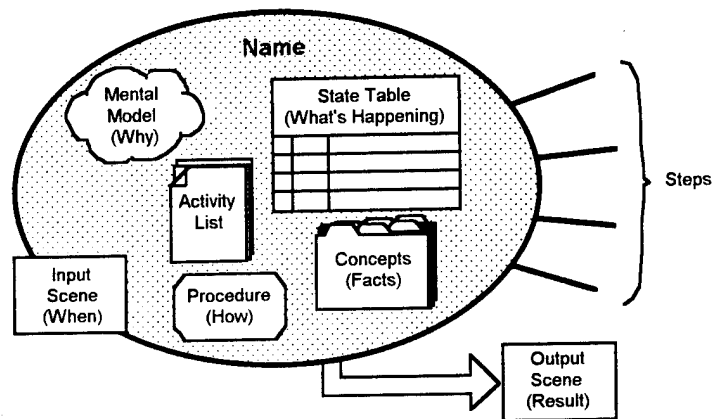 Name
Mental
Model
(Why)
State Table
(What's Happening)
Activity
List
Steps
Input
Scene
(When)
Procedure
(How)
Concepts
(Facts)
Output
Scene
(Result)